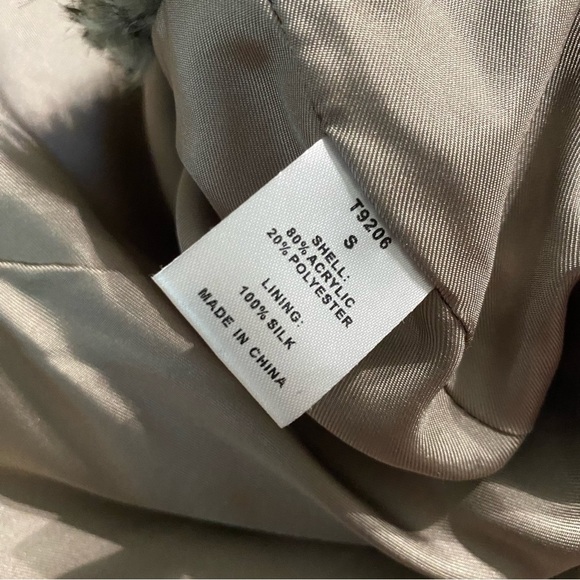 T9206
S
SHELL:
80% ACRYLIC
20% POLYESTER
LINING:
100% SILK
MADE IN CHINA